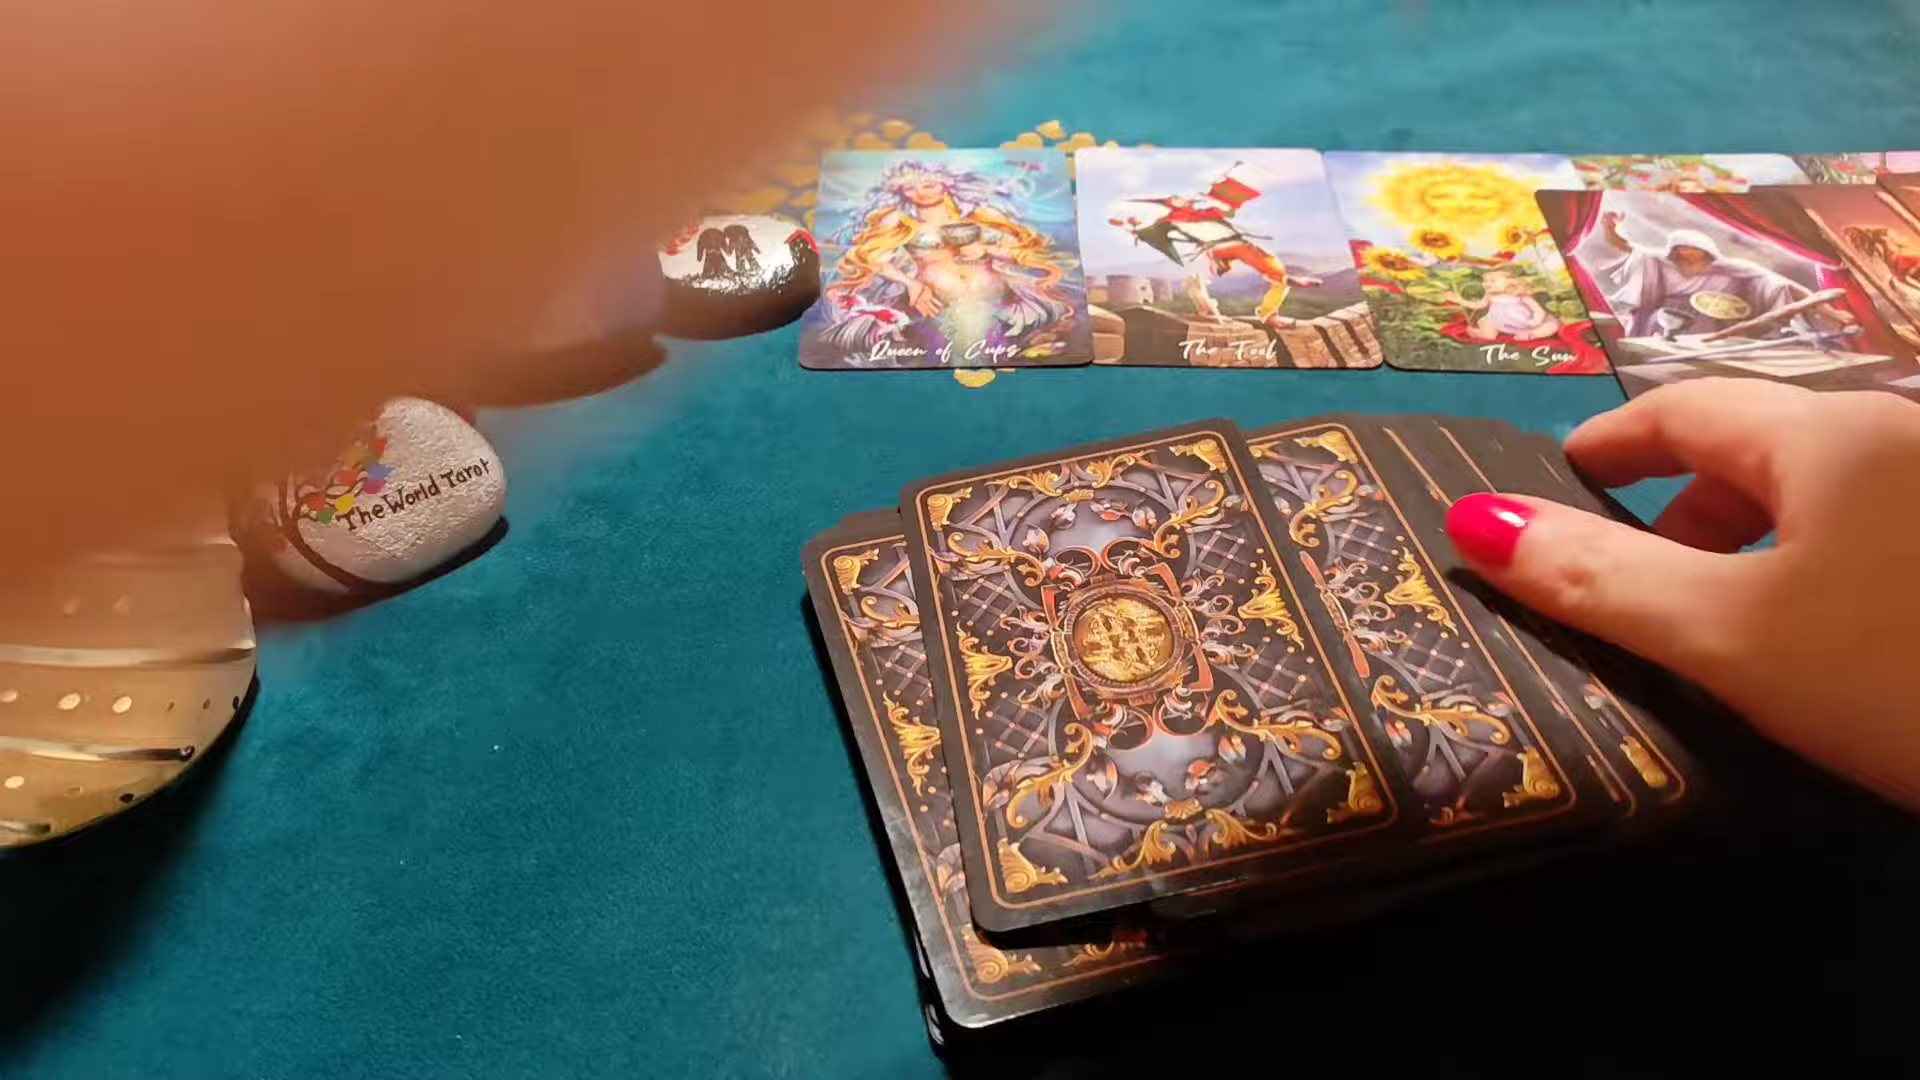 Queen of Cups
The Fool
The Sun
The World Tarot